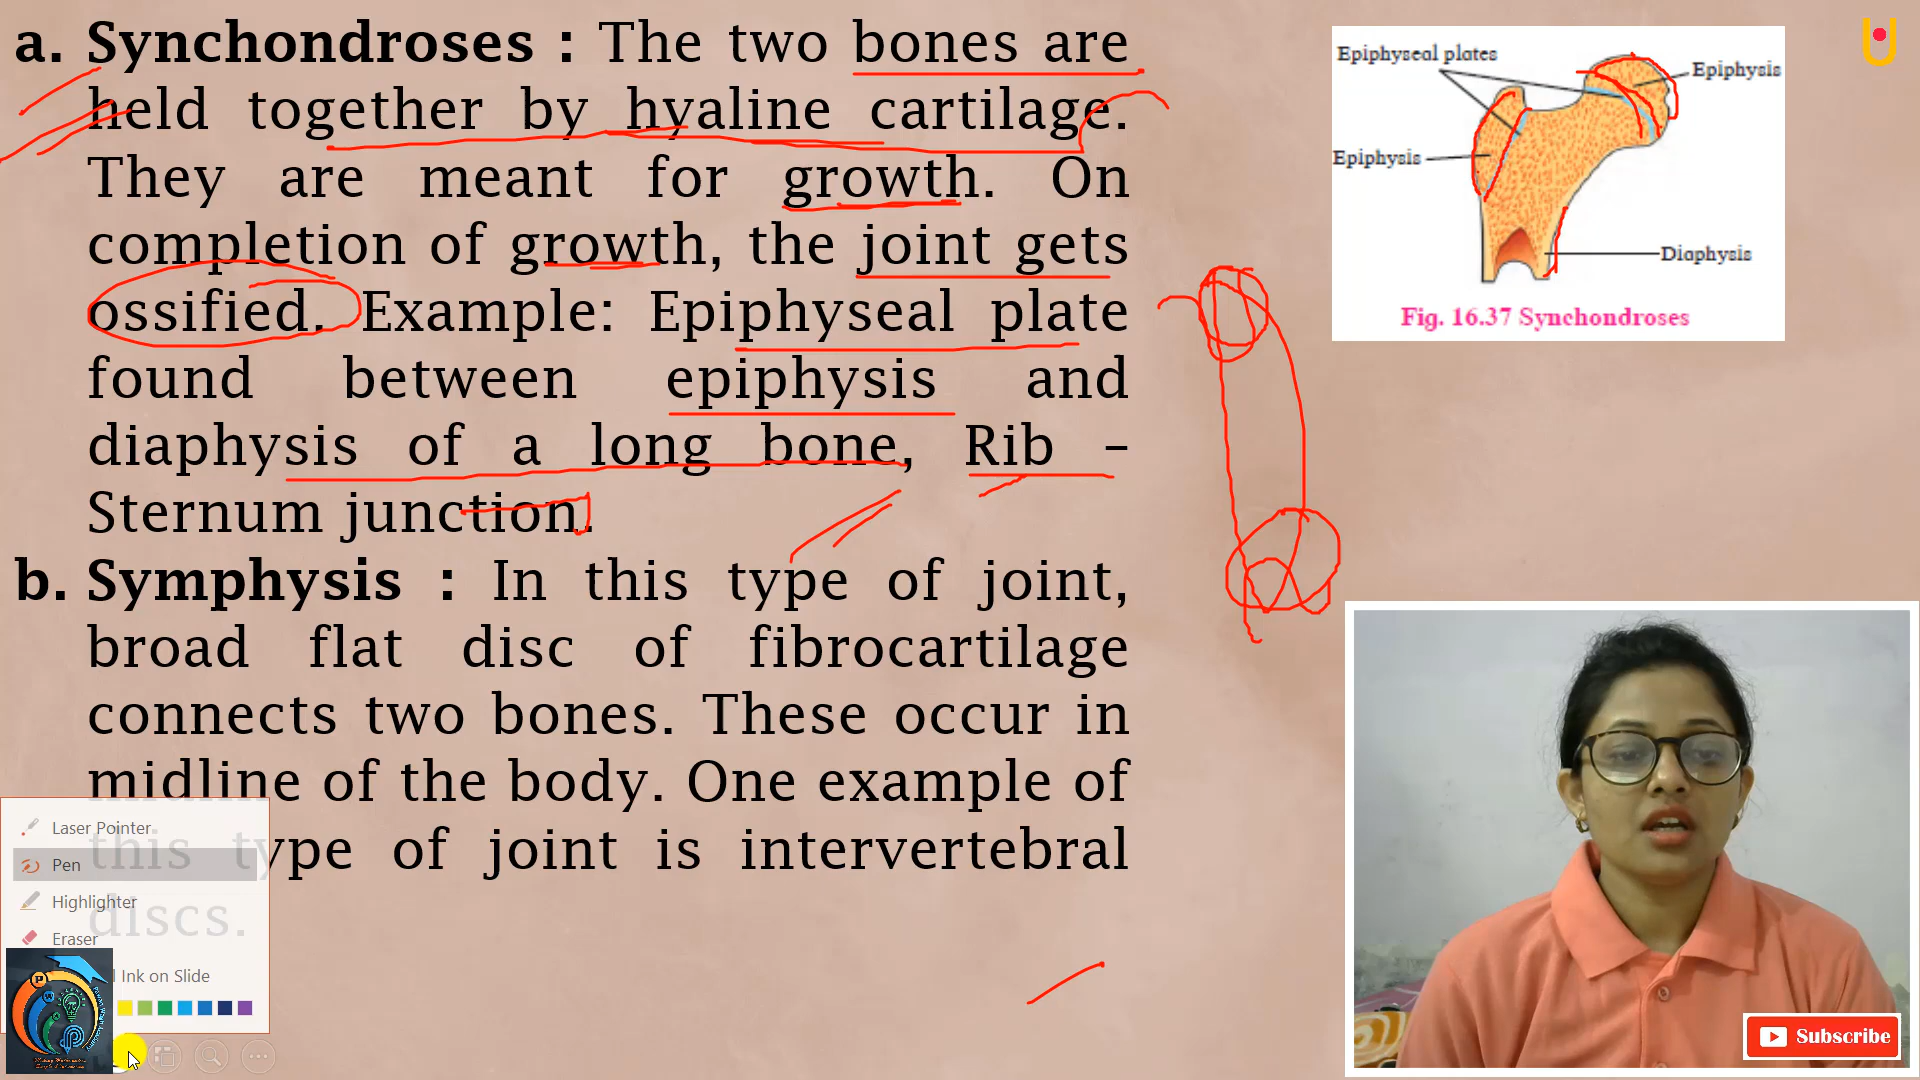 a. Synchondroses : The two bones are
held together by hyaline cartilage.
They are meant for growth. On
completion of growth, the joint gets
ossified. Example: Epiphyseal plate
found between epiphysis and
diaphysis of a long bone, Rib –
Sternum junction.
b. Symphysis : In this type of joint,
broad flat disc of fibrocartilage
connects two bones. These occur in
midline of the body. One example of
this type of joint is intervertebral
discs.
Epiphyseal plates
Epiphysis
Epiphysis
Diaphysis
Fig. 16.37 Synchondroses
Laser Pointer
Pen
Highlighter
Eraser
Ink on Slide
Subscribe